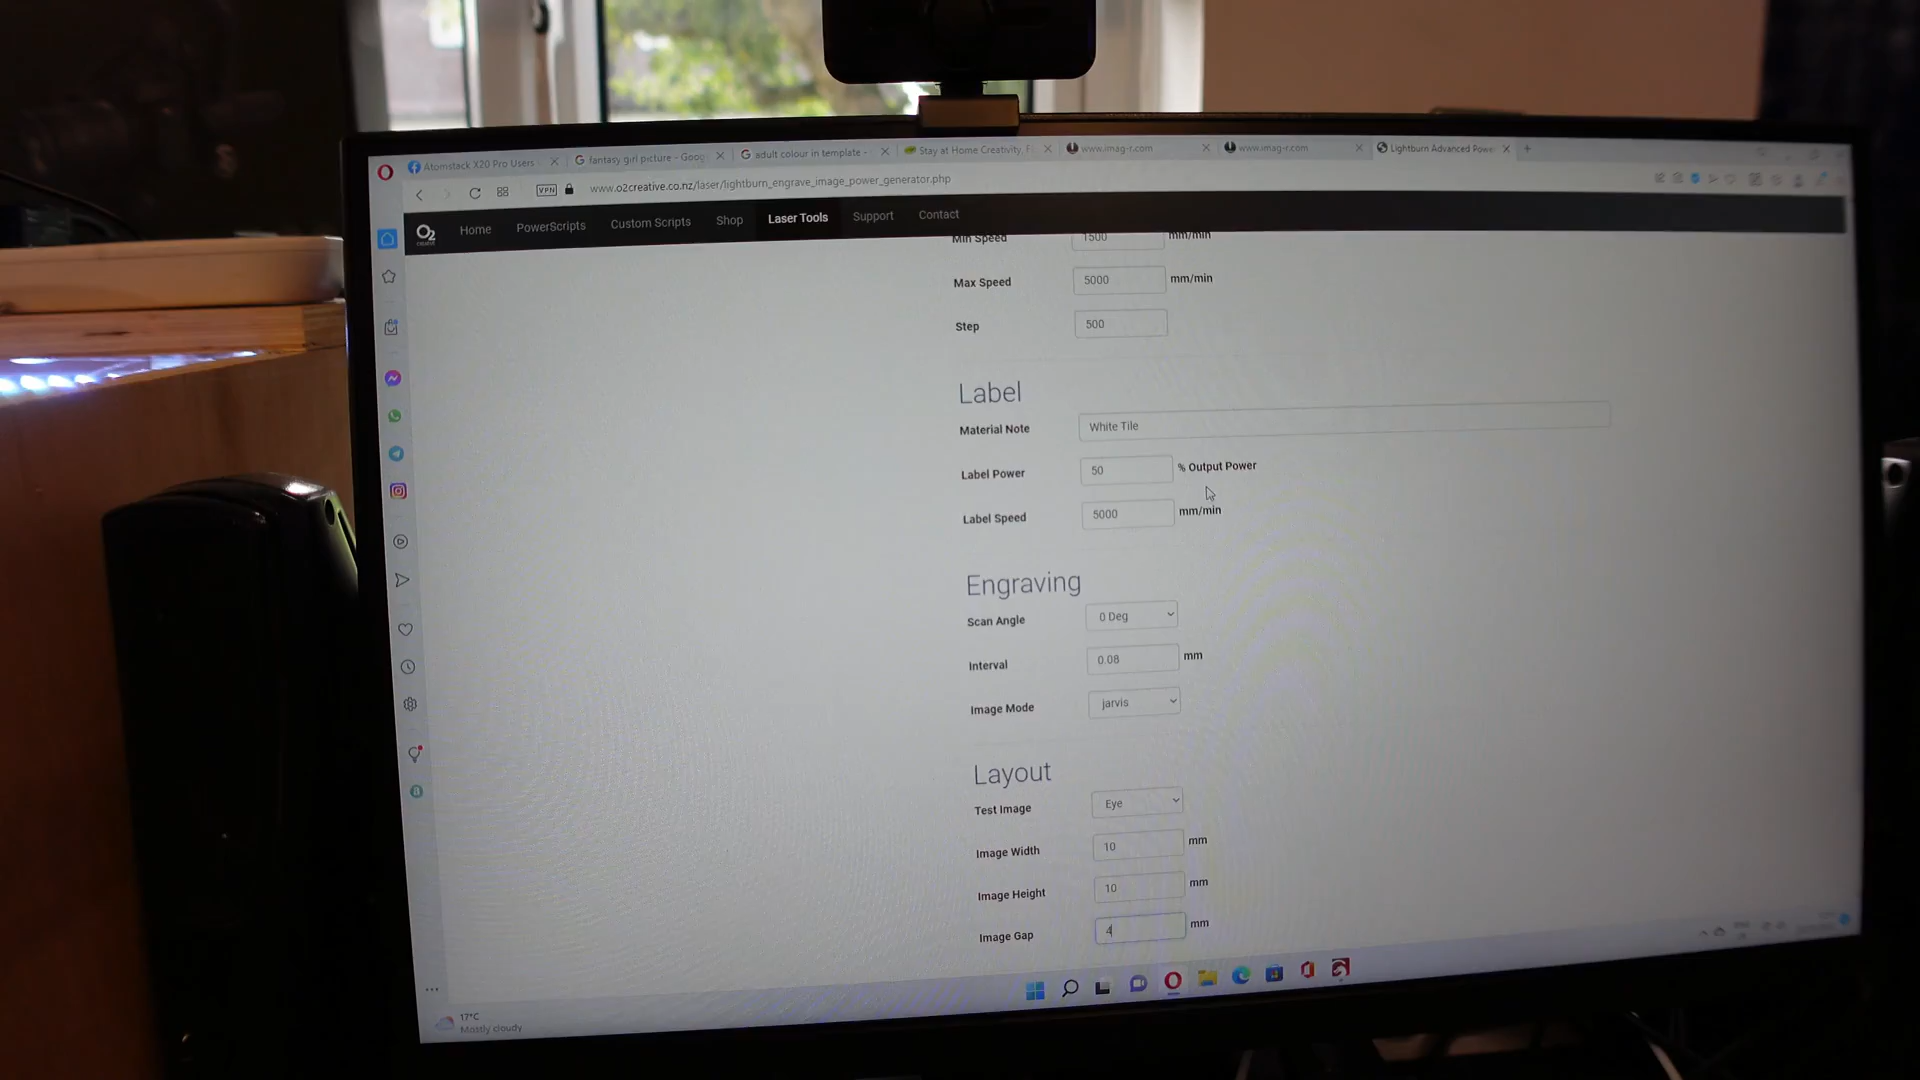 Atomstack X20 Pro Users
fantasy girl picture - Goog
adult colour in template -
Stay at Home Creativity, F
www.imag-r.com
www.imag-r.com
Lightburn Advanced Powe
VPN
www.o2creative.co.nz/laser/lightburn_engrave_image_power_generator.php
O2
Home
PowerScripts
Custom Scripts
Shop
Laser Tools
Support
Contact
Min Speed 1500 mm/min
Max Speed 5000 mm/min
Step 500
Label
Material Note White Tile
Label Power 50 % Output Power
Label Speed 5000 mm/min
Engraving
Scan Angle 0 Deg
Interval 0.08 mm
Image Mode jarvis
Layout
Test Image Eye
Image Width 10 mm
Image Height 10 mm
Image Gap 4 mm
17°C
Mostly cloudy